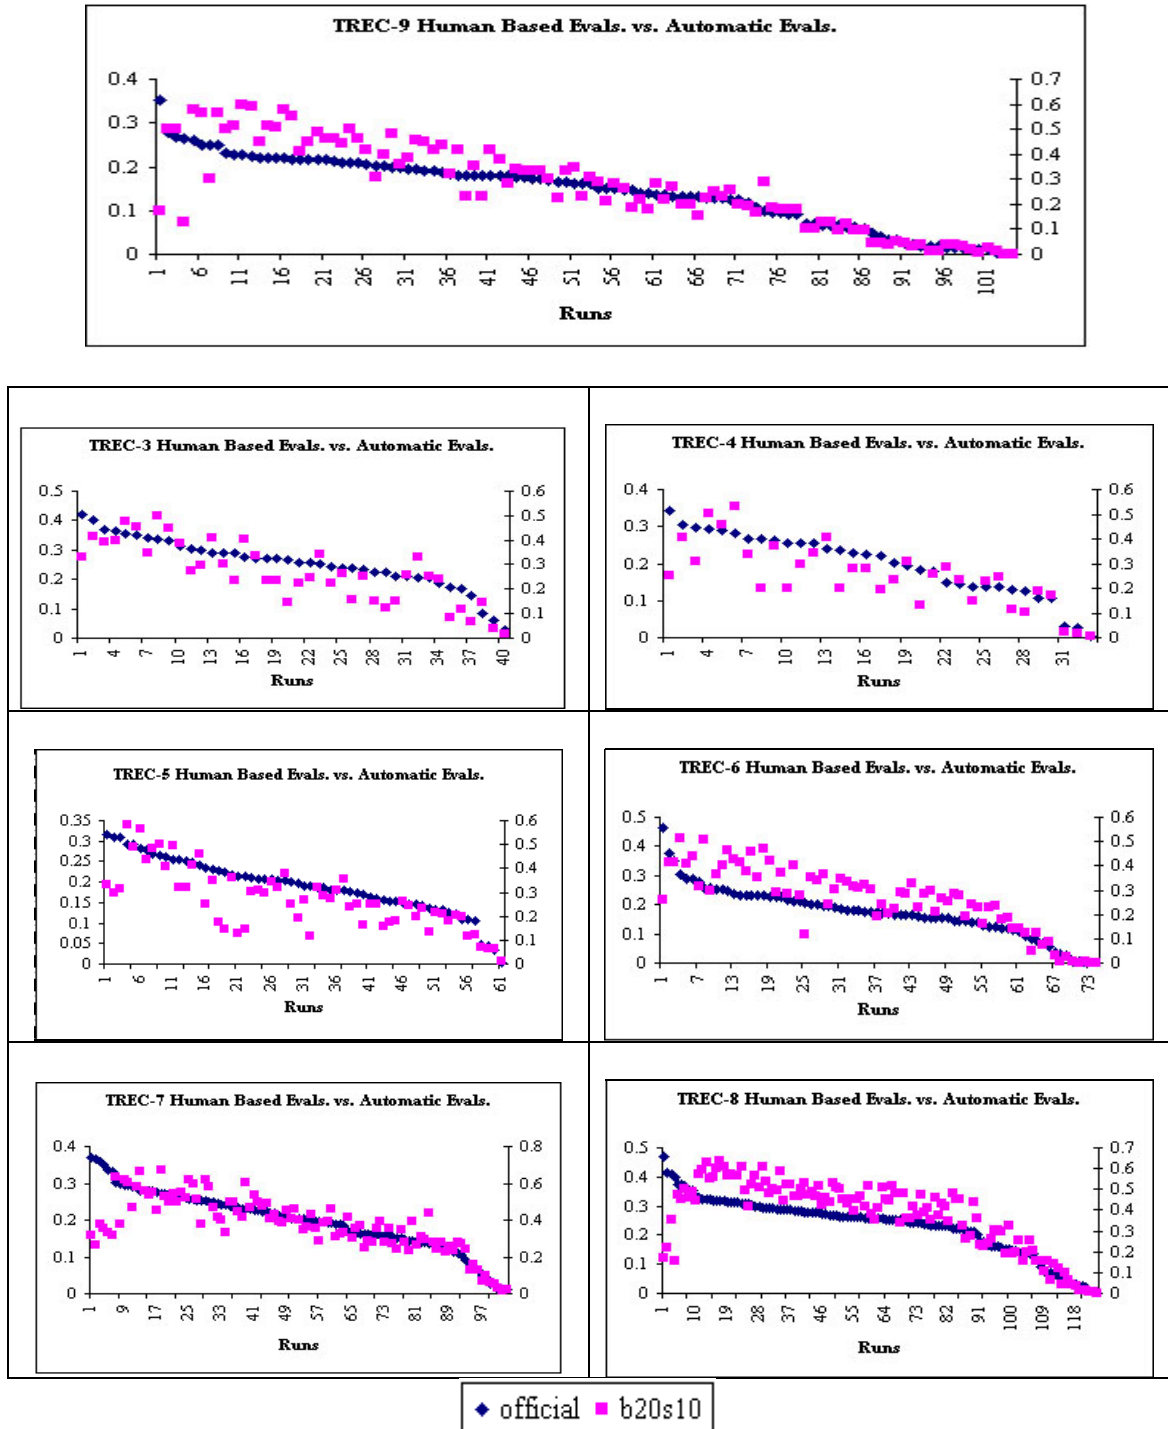 TREC-9 Human Based Evals. vs. Automatic Evals.
0.4 0.7
0.6
0.3 0.5
0.4
0.2 0.3
0.1 0.2
0.1
0 0
1 6 11 16 21 26 31 36 41 46 51 56 61 66 71 76 81 86 91 96 101
Runs
TREC-3 Human Based Evals. vs. Automatic Evals.
0.5 0.6
0.4 0.5
0.4
0.3 0.3
0.2 0.2
0.1 0.1
0 0
1 4 7 10 13 16 19 22 25 28 31 34 37 40
Runs
TREC-4 Human Based Evals. vs. Automatic Evals.
0.4 0.6
0.5
0.3 0.4
0.2 0.3
0.2
0.1 0.1
0 0
1 4 7 10 13 16 19 22 25 28 31
Runs
TREC-5 Human Based Evals. vs. Automatic Evals.
0.35 0.6
0.3 0.5
0.25 0.4
0.2 0.3
0.15
0.1 0.2
0.05 0.1
0 0
1 6 11 16 21 26 31 36 41 46 51 56 61
Runs
TREC-6 Human Based Evals. vs. Automatic Evals.
0.5 0.6
0.4 0.5
0.4
0.3 0.3
0.2 0.2
0.1 0.1
0 0
1 7 13 19 25 31 37 43 49 55 61 67 73
Runs
TREC-7 Human Based Evals. vs. Automatic Evals.
0.4 0.8
0.3 0.6
0.2 0.4
0.1 0.2
0 0
1 9 17 25 33 41 49 57 65 73 81 89 97
Runs
TREC-8 Human Based Evals. vs. Automatic Evals.
0.5 0.7
0.4 0.6
0.5
0.3 0.4
0.2 0.3
0.2
0.1 0.1
0 0
1 10 19 28 37 46 55 64 73 82 91 100 109 118
Runs
official b20s10